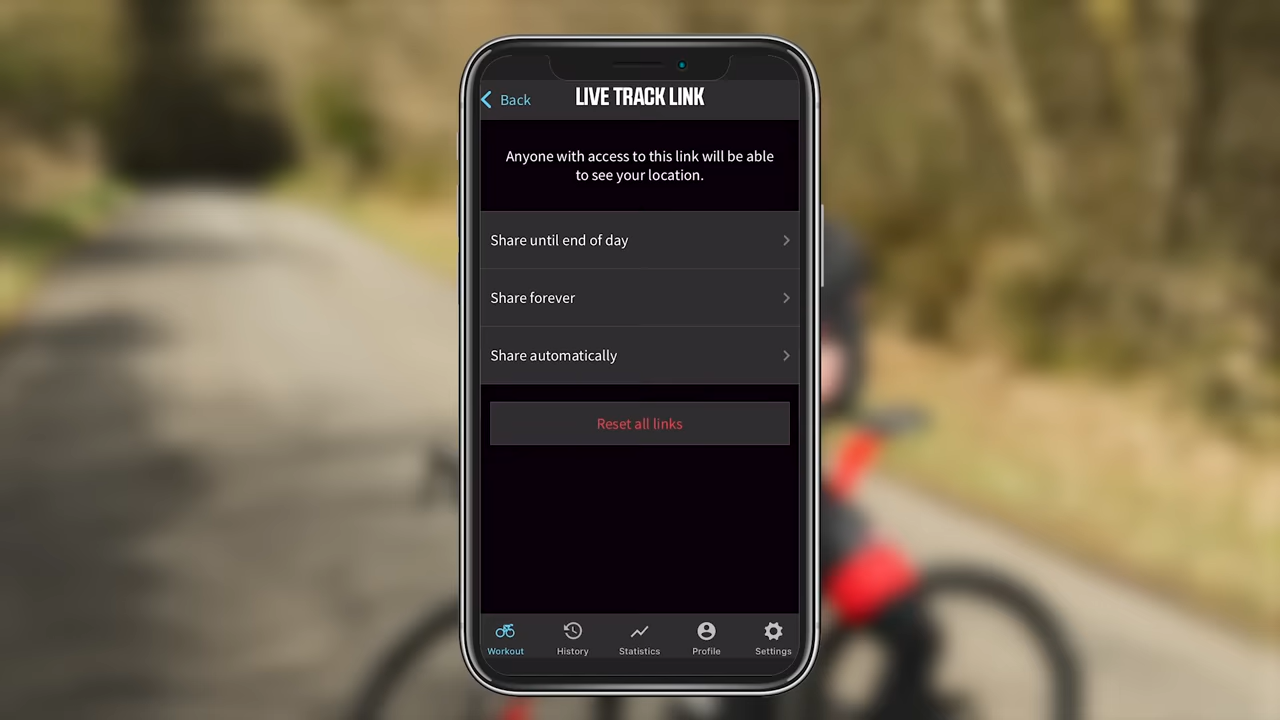 Back
LIVE TRACK LINK
Anyone with access to this link will be able
to see your location.
Share until end of day
Share forever
Share automatically
Reset all links
Workout
History
Statistics
Profile
Settings